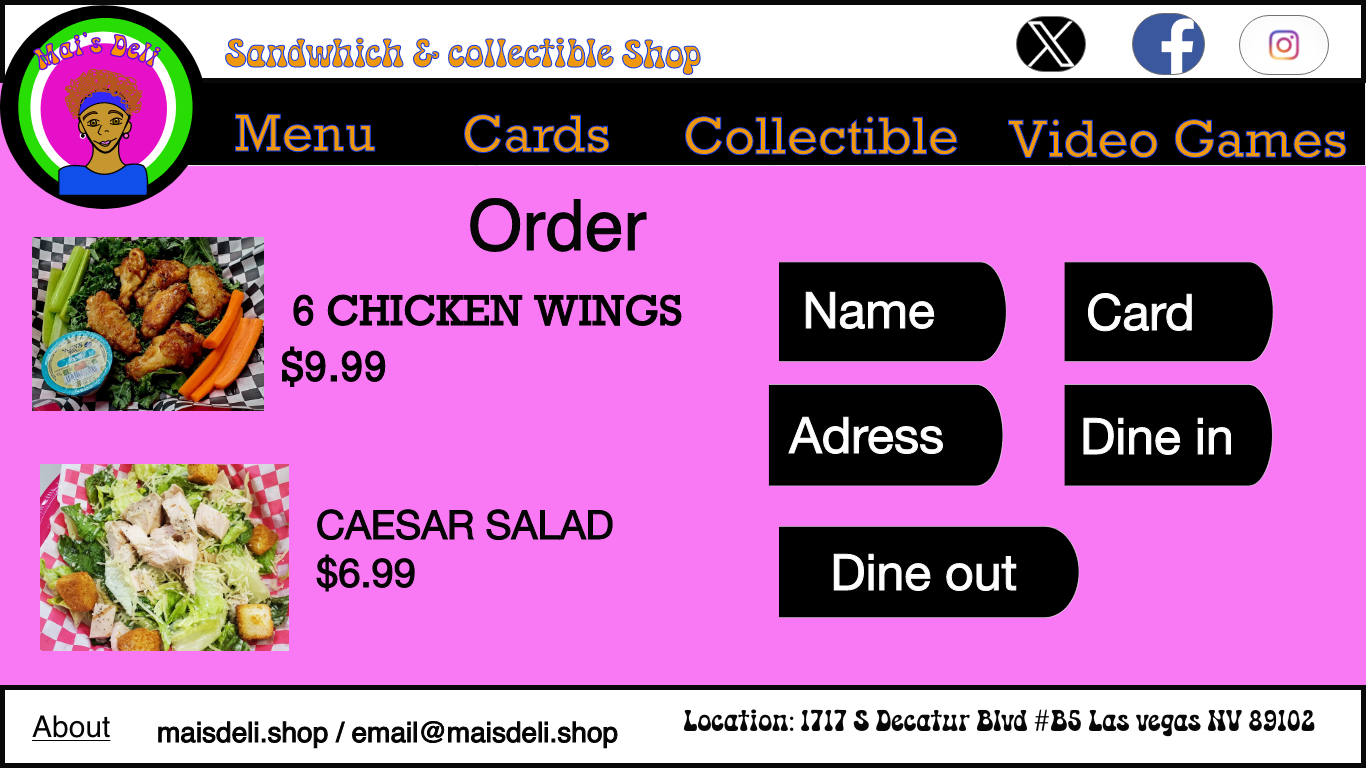 Mai's Deli
Sandwhich & collectible Shop
Menu Cards Collectible Video Games
Order
6 CHICKEN WINGS
$9.99
Name Card
Adress Dine in
CAESAR SALAD
$6.99
Dine out
About
maisdeli.shop / email@maisdeli.shop
Location: 1717 S Decatur Blvd #B5 Las vegas NV 89102